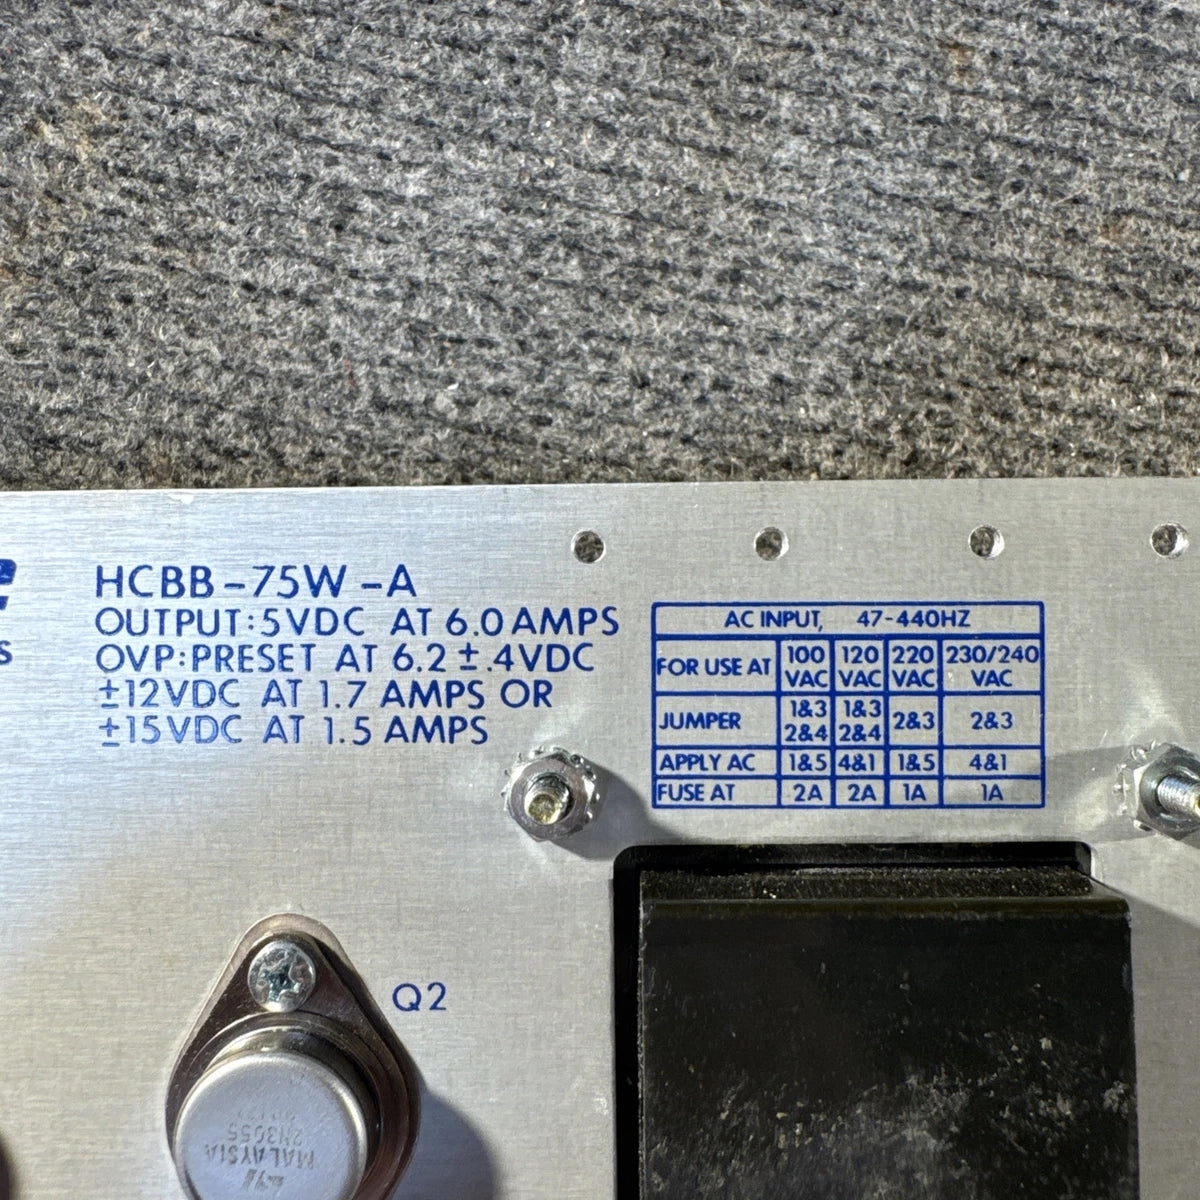 HCBB-75W-A
OUTPUT:5VDC AT 6.0 AMPS
OVP:PRESET AT 6.2 ± .4VDC
±12VDC AT 1.7 AMPS OR
±15VDC AT 1.5 AMPS
AC INPUT, 47-440HZ
FOR USE AT 100 VAC 120 VAC 220 VAC 230/240 VAC
JUMPER 1&3 2&4 1&3 2&4 2&3 2&3
APPLY AC 1&5 4&1 1&5 4&1
FUSE AT 2A 2A 1A 1A
Q2
2N3055
MALAYSIA